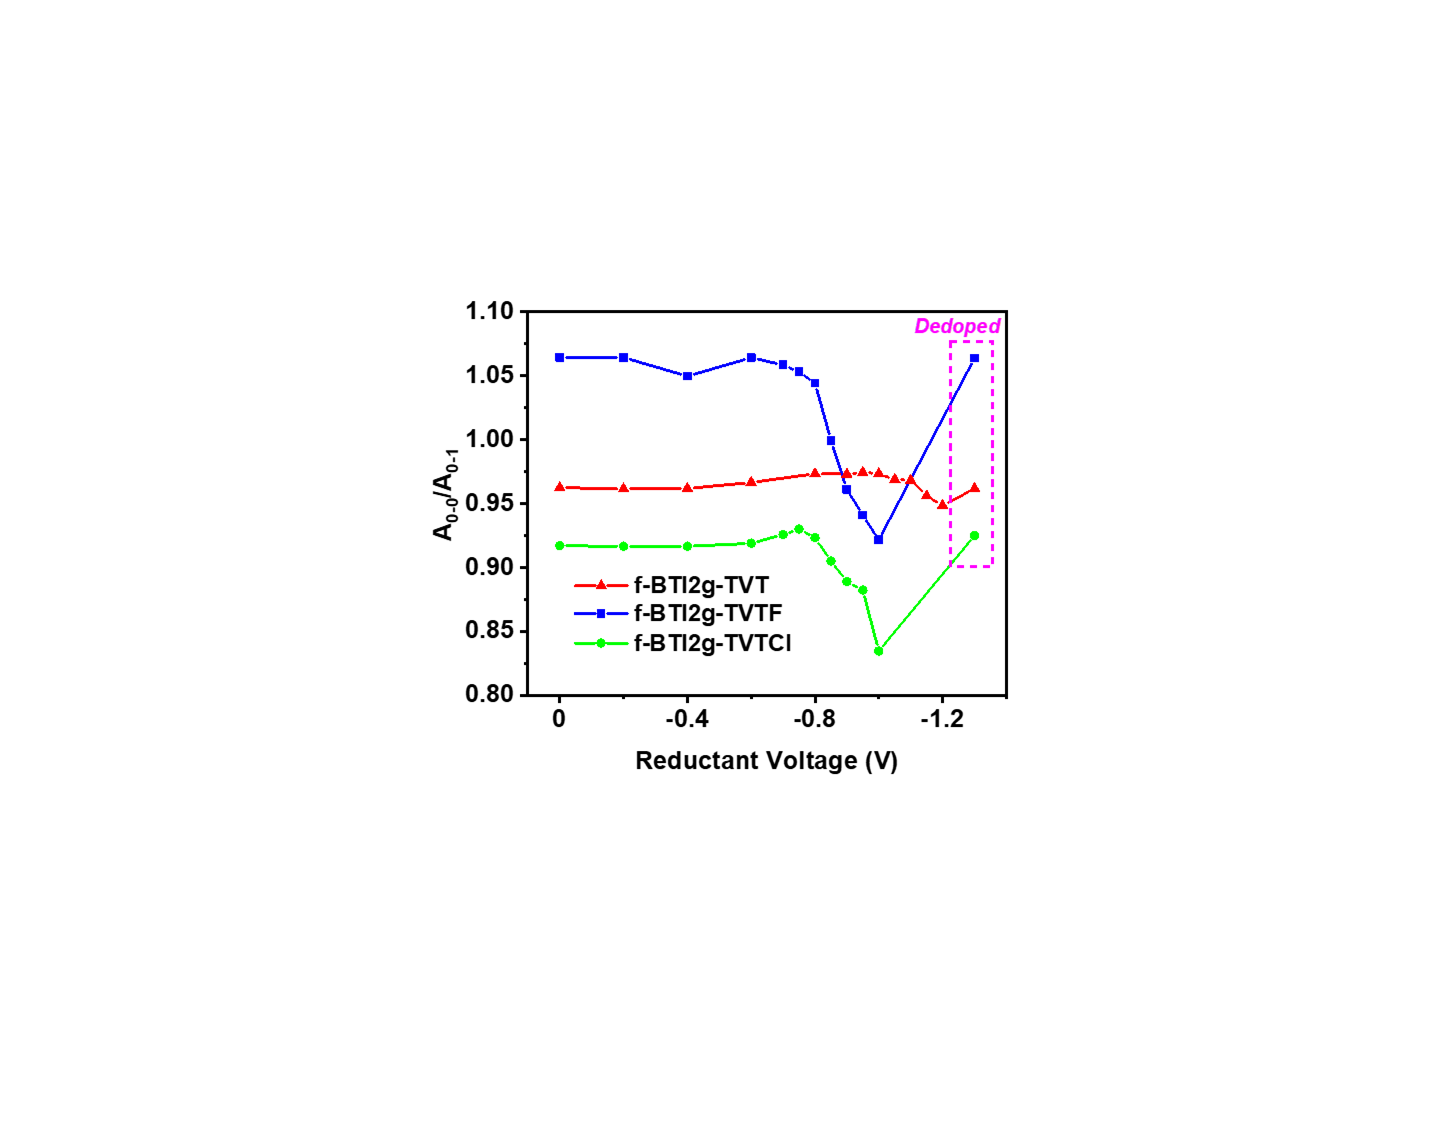 1.10
1.05
1.00
0.95
0.90
0.85
0.80
A0-0/A0-1
Dedoped
f-BTI2g-TVT
f-BTI2g-TVTF
f-BTI2g-TVTCl
0 -0.4 -0.8 -1.2
Reductant Voltage (V)